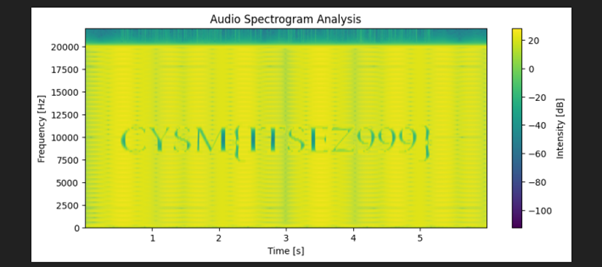 Audio Spectrogram Analysis
20000
17500
15000
12500
10000
7500
5000
2500
0
Frequency [Hz]
CYSM{ITSEZ999}
1 2 3 4 5
Time [s]
20
0
−20
−40
−60
−80
−100
Intensity [dB]